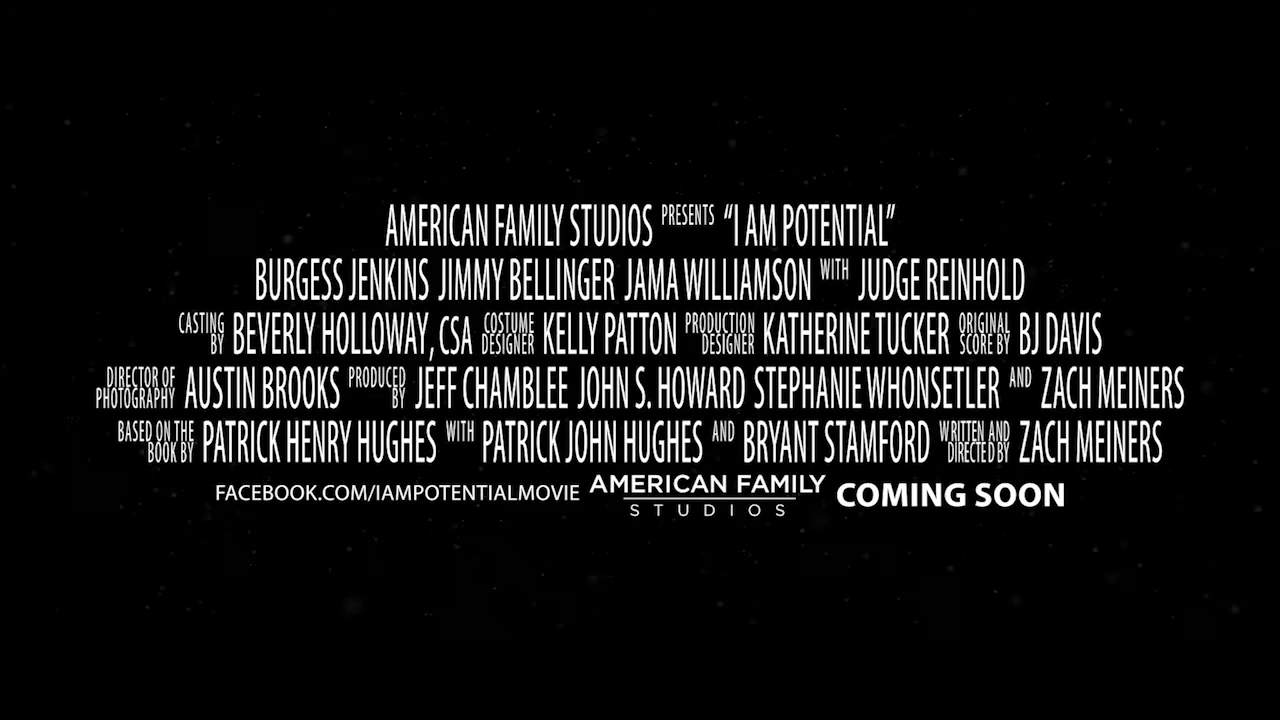 AMERICAN FAMILY STUDIOS PRESENTS “I AM POTENTIAL”
BURGESS JENKINS JIMMY BELLINGER JAMA WILLIAMSON WITH JUDGE REINHOLD
CASTING BY BEVERLY HOLLOWAY, CSA COSTUME DESIGNER KELLY PATTON PRODUCTION DESIGNER KATHERINE TUCKER ORIGINAL SCORE BY BJ DAVIS
DIRECTOR OF PHOTOGRAPHY AUSTIN BROOKS PRODUCED BY JEFF CHAMBLEE JOHN S. HOWARD STEPHANIE WHONSETLER AND ZACH MEINERS
BASED ON THE BOOK BY PATRICK HENRY HUGHES WITH PATRICK JOHN HUGHES AND BRYANT STAMFORD WRITTEN AND DIRECTED BY ZACH MEINERS
FACEBOOK.COM/IAMPOTENTIALMOVIE AMERICAN FAMILY STUDIOS COMING SOON